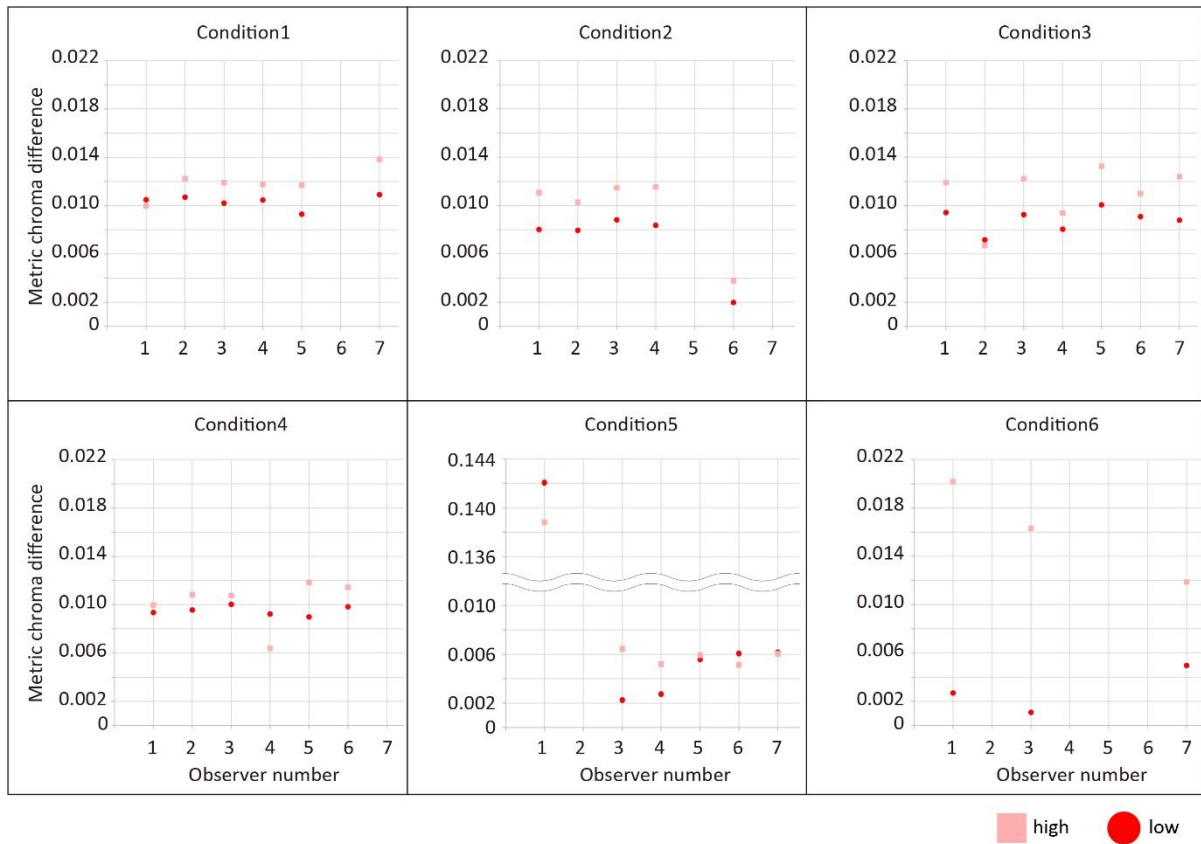 Condition1
Metric chroma difference
0.022
0.018
0.014
0.010
0.006
0.002
0
1 2 3 4 5 6 7
Condition2
0.022
0.018
0.014
0.010
0.006
0.002
0
1 2 3 4 5 6 7
Condition3
0.022
0.018
0.014
0.010
0.006
0.002
0
1 2 3 4 5 6 7
Condition4
Metric chroma difference
0.022
0.018
0.014
0.010
0.006
0.002
0
1 2 3 4 5 6 7
Observer number
Condition5
0.144
0.140
0.136
0.010
0.006
0.002
0
1 2 3 4 5 6 7
Observer number
Condition6
0.022
0.018
0.014
0.010
0.006
0.002
0
1 2 3 4 5 6 7
Observer number
high low